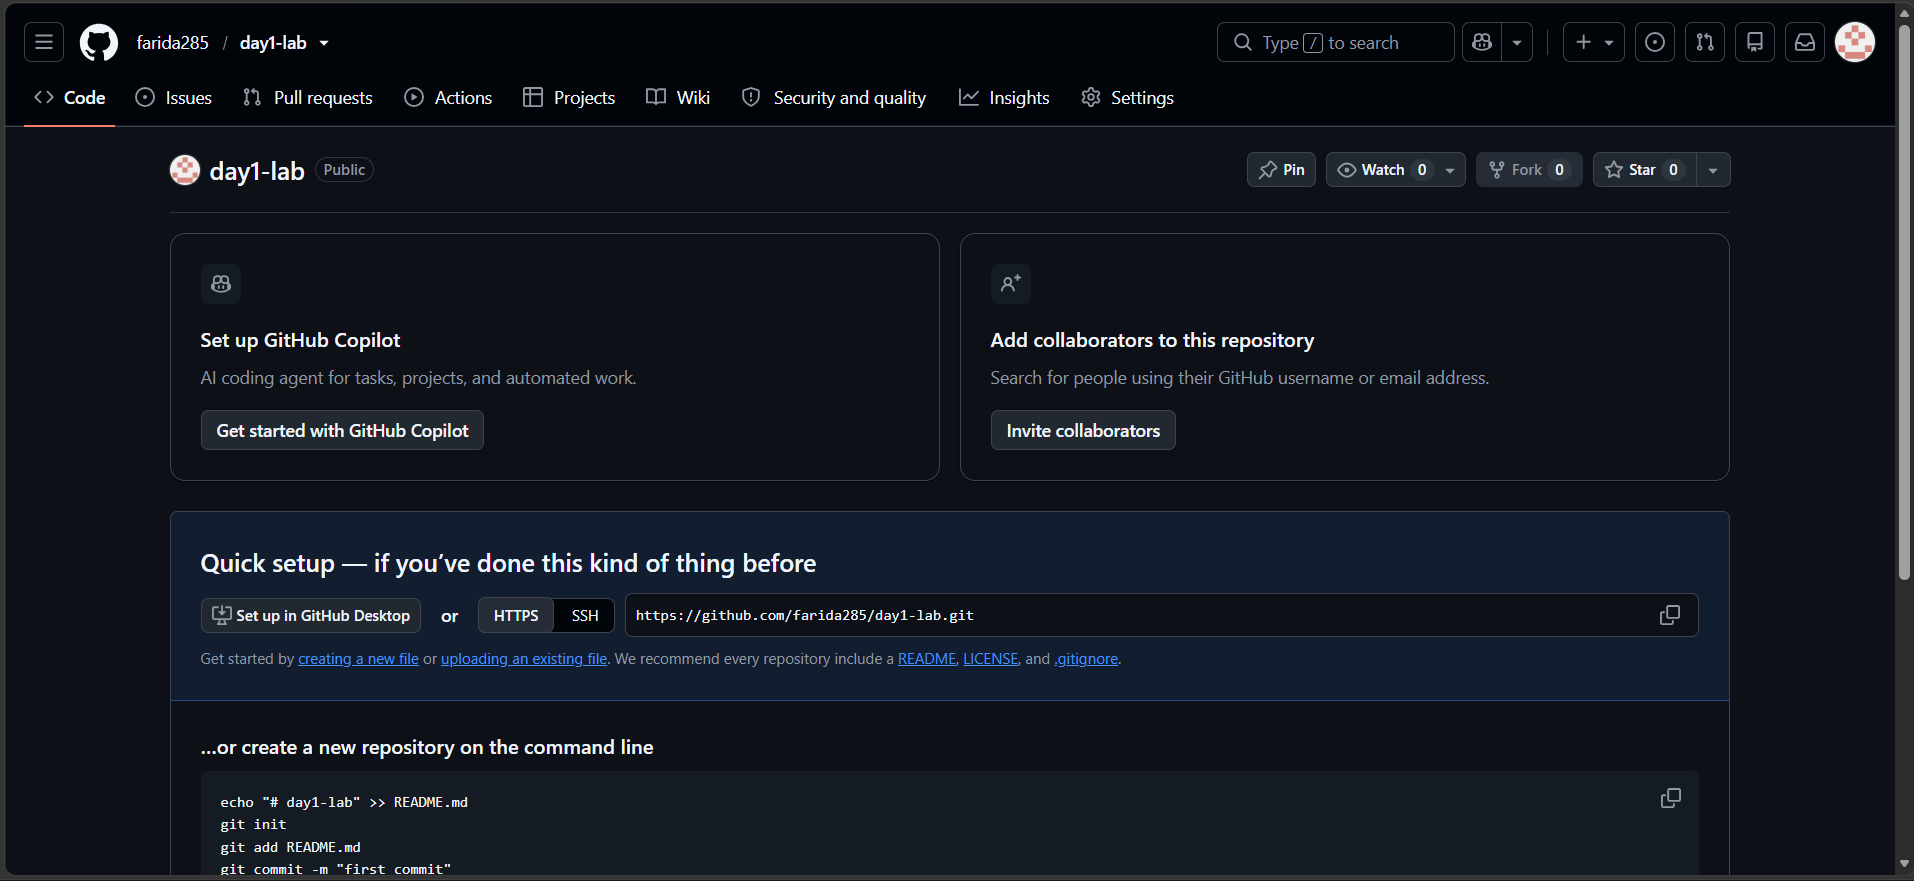 farida285 / day1-lab
Type / to search
Code Issues Pull requests Actions Projects Wiki Security and quality Insights Settings
day1-lab Public
Pin Watch 0 Fork 0 Star 0
Set up GitHub Copilot
AI coding agent for tasks, projects, and automated work.
Get started with GitHub Copilot
Add collaborators to this repository
Search for people using their GitHub username or email address.
Invite collaborators
Quick setup — if you’ve done this kind of thing before
Set up in GitHub Desktop or HTTPS SSH https://github.com/farida285/day1-lab.git
Get started by creating a new file or uploading an existing file. We recommend every repository include a README, LICENSE, and .gitignore.
…or create a new repository on the command line
echo "# day1-lab" >> README.md
git init
git add README.md
git commit -m "first commit"